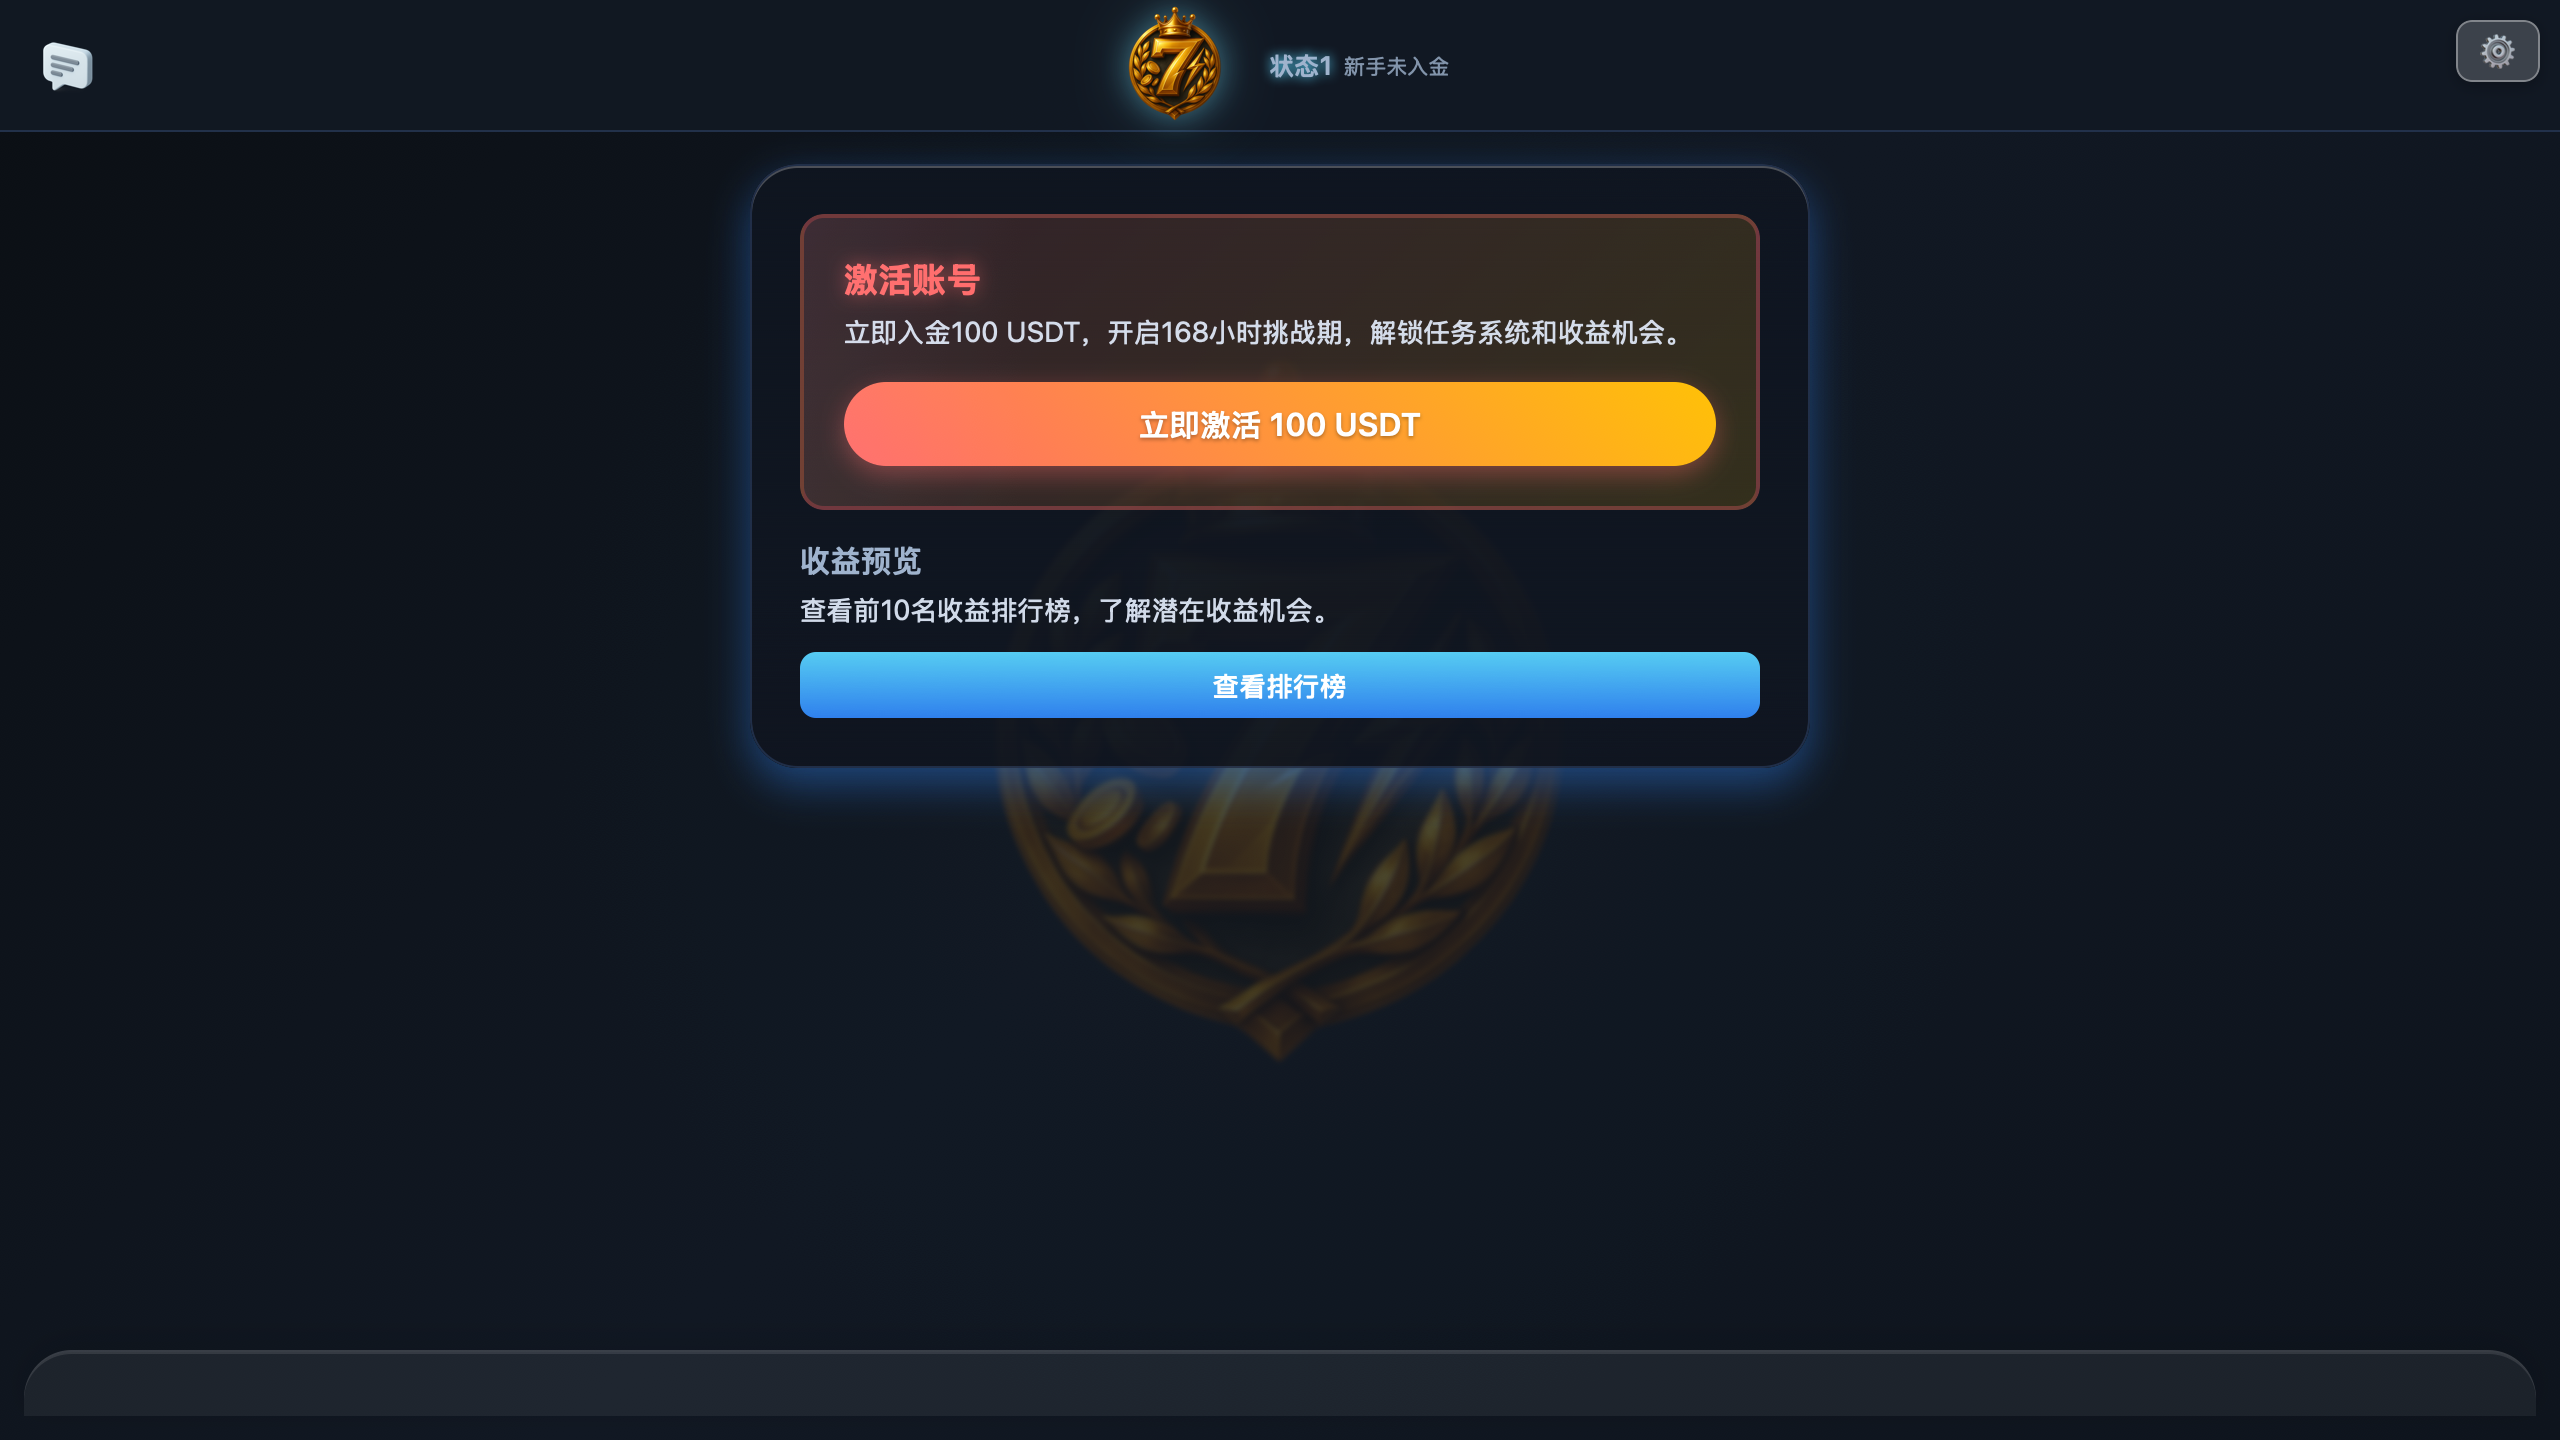 状态1 新手未入金
激活账号
立即入金100 USDT，开启168小时挑战期，解锁任务系统和收益机会。
立即激活 100 USDT
收益预览
查看前10名收益排行榜，了解潜在收益机会。
查看排行榜
7